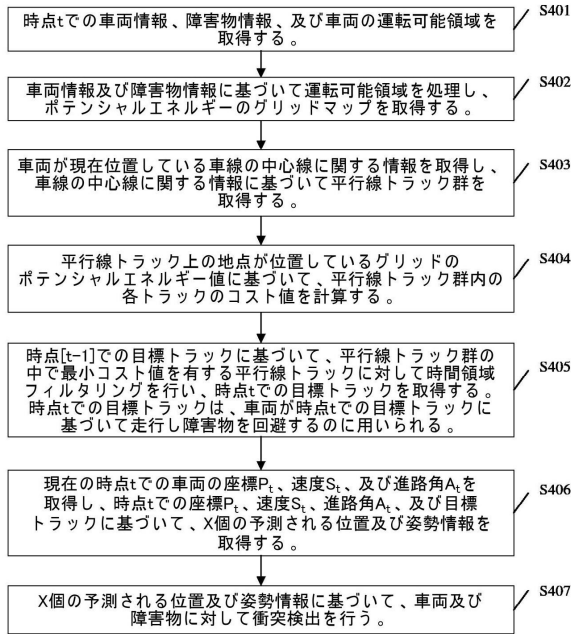 時点tでの車両情報、障害物情報、及び車両の運転可能領域を
取得する。
S401
車両情報及び障害物情報に基づいて運転可能領域を処理し、
ポテンシャルエネルギーのグリッドマップを取得する。
S402
車両が現在位置している車線の中心線に関する情報を取得し、
車線の中心線に関する情報に基づいて平行線トラック群を
取得する。
S403
平行線トラック上の地点が位置しているグリッドの
ポテンシャルエネルギー値に基づいて、平行線トラック群内の
各トラックのコスト値を計算する。
S404
時点[t-1]での目標トラックに基づいて、平行線トラック群の
中で最小コスト値を有する平行線トラックに対して時間領域
フィルタリングを行い、時点tでの目標トラックを取得する。
時点tでの目標トラックは、車両が時点tでの目標トラックに
基づいて走行し障害物を回避するのに用いられる。
S405
現在の時点tでの車両の座標Pt、速度St、及び進路角Atを
取得し、時点tでの座標Pt、速度St、進路角At、及び目標
トラックに基づいて、X個の予測される位置及び姿勢情報を
取得する。
S406
X個の予測される位置及び姿勢情報に基づいて、車両及び
障害物に対して衝突検出を行う。
S407